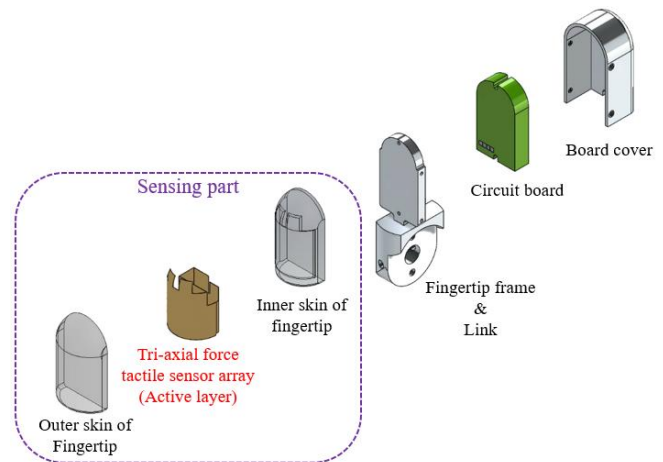 Board cover
Circuit board
Sensing part
Fingertip frame
&
Link
Inner skin of
fingertip
Tri-axial force
tactile sensor array
(Active layer)
Outer skin of
Fingertip